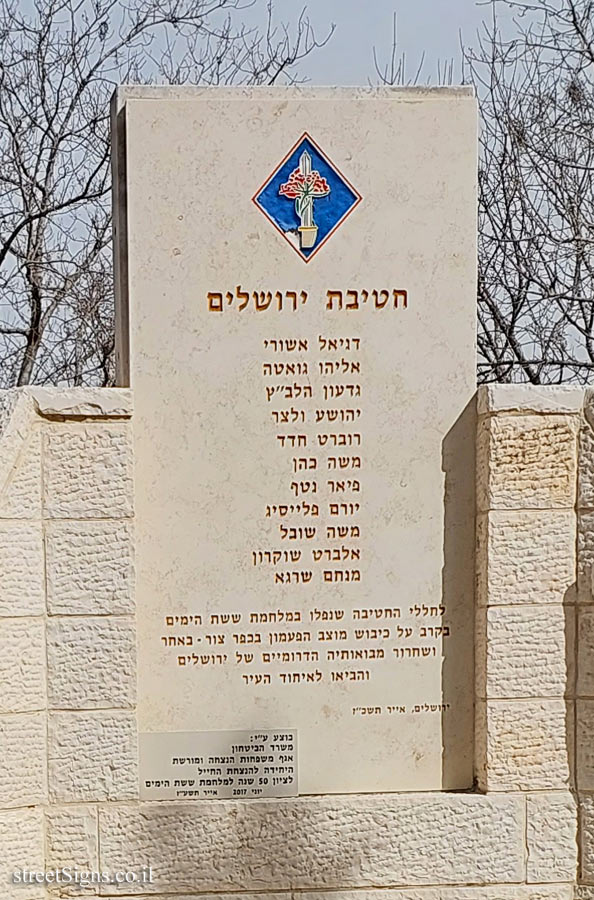 חטיבת ירושלים
דניאל אשורי
אליהו גואטה
גדעון הלב״ץ
יהושע ולצר
רוברט חדד
משה כהן
פיאר נטף
יורם פלייסיג
משה שובל
אלברט שוקרון
מנחם שרגא
לחללי החטיבה שנפלו במלחמת ששת הימים
בקרב על כיבוש מוצב הפעמון בכפר צור-באחר
ושחרור מבואותיה הדרומיים של ירושלים
והביאו לאיחוד העיר
ירושלים, אייר תשכ״ז
בוצע ע״י:
משרד הביטחון
אגף משפחות הנצחה ומורשת
היחידה להנצחת החייל
לציון 50 שנה למלחמת ששת הימים
יוני 2017 אייר תשע״ז
streetSigns.co.il